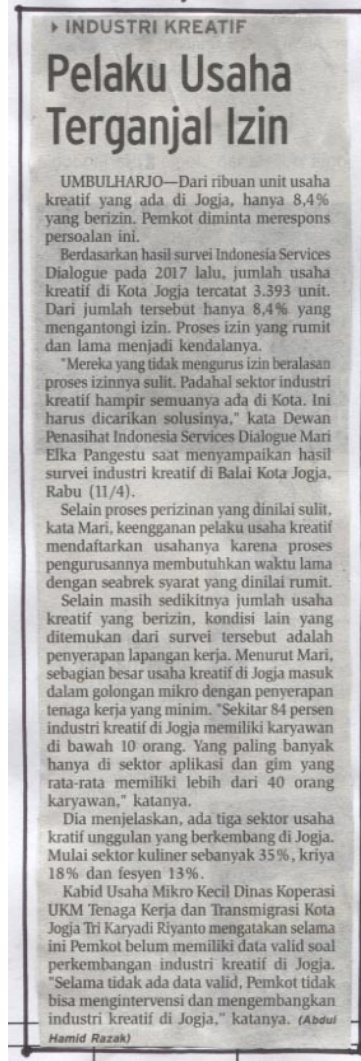 INDUSTRI KREATIF
Pelaku Usaha
Terganjal Izin
UMBULHARJO—Dari ribuan unit usaha
kreatif yang ada di Jogja, hanya 8,4%
yang berizin. Pemkot diminta merespons
persoalan ini.
Berdasarkan hasil survei Indonesia Services
Dialogue pada 2017 lalu, jumlah usaha
kreatif di Kota Jogja tercatat 3.393 unit.
Dari jumlah tersebut hanya 8,4% yang
mengantongi izin. Proses izin yang rumit
dan lama menjadi kendalanya.
"Mereka yang tidak mengurus izin beralasan
proses izinnya sulit. Padahal sektor industri
kreatif hampir semuanya ada di Kota. Ini
harus dicarikan solusinya," kata Dewan
Penasihat Indonesia Services Dialogue Mari
Elka Pangestu saat menyampaikan hasil
survei industri kreatif di Balai Kota Jogja,
Rabu (11/4).
Selain proses perizinan yang dinilai sulit,
kata Mari, keengganan pelaku usaha kreatif
mendaftarkan usahanya karena proses
pengurusannya membutuhkan waktu lama
dengan seabrek syarat yang dinilai rumit.
Selain masih sedikitnya jumlah usaha
kreatif yang berizin, kondisi lain yang
ditemukan dari survei tersebut adalah
penyerapan lapangan kerja. Menurut Mari,
sebagian besar usaha kreatif di Jogja masuk
dalam golongan mikro dengan penyerapan
tenaga kerja yang minim. "Sekitar 84 persen
industri kreatif di Jogja memiliki karyawan
di bawah 10 orang. Yang paling banyak
hanya di sektor aplikasi dan gim yang
rata-rata memiliki lebih dari 40 orang
karyawan," katanya.
Dia menjelaskan, ada tiga sektor usaha
kratif unggulan yang berkembang di Jogja.
Mulai sektor kuliner sebanyak 35%, kriya
18% dan fesyen 13%.
Kabid Usaha Mikro Kecil Dinas Koperasi
UKM Tenaga Kerja dan Transmigrasi Kota
Jogja Tri Karyadi Riyanto mengatakan selama
ini Pemkot belum memiliki data valid soal
perkembangan industri kreatif di Jogja.
"Selama tidak ada data valid, Pemkot tidak
bisa mengintervensi dan mengembangkan
industri kreatif di Jogja," katanya. (Abdul
Hamid Razak)